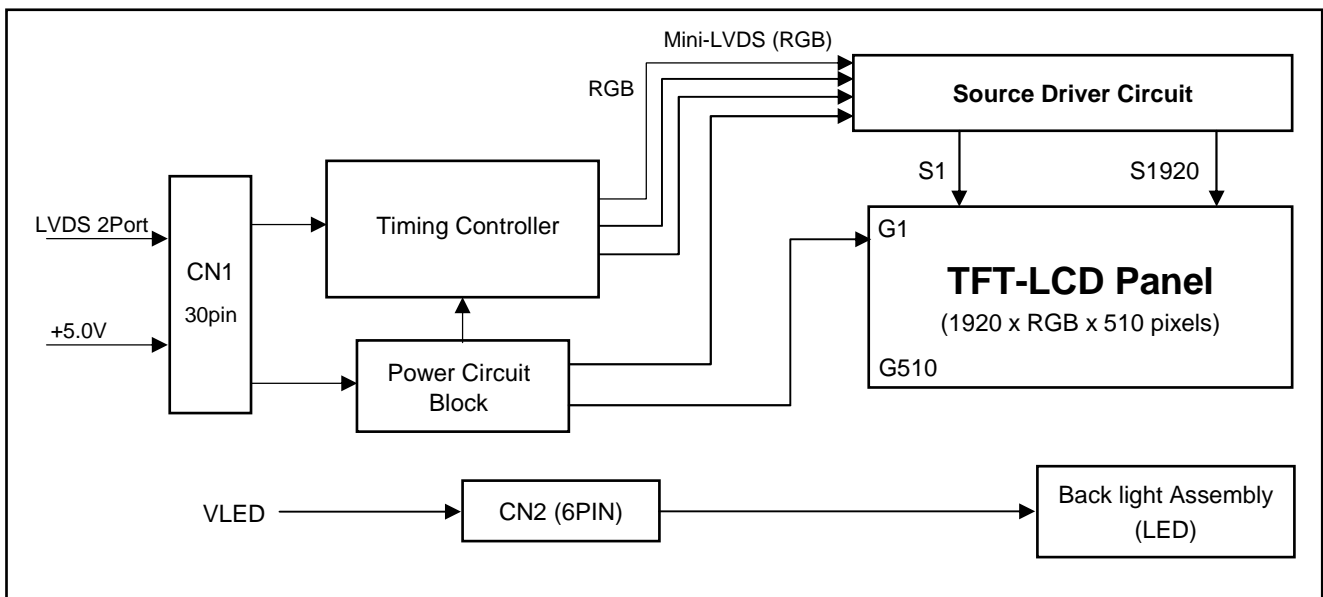 Mini-LVDS (RGB)
RGB
Source Driver Circuit
S1
S1920
LVDS 2Port
+5.0V
CN1
30pin
Timing Controller
Power Circuit
Block
G1
TFT-LCD Panel
(1920 x RGB x 510 pixels)
G510
VLED
CN2 (6PIN)
Back light Assembly
(LED)